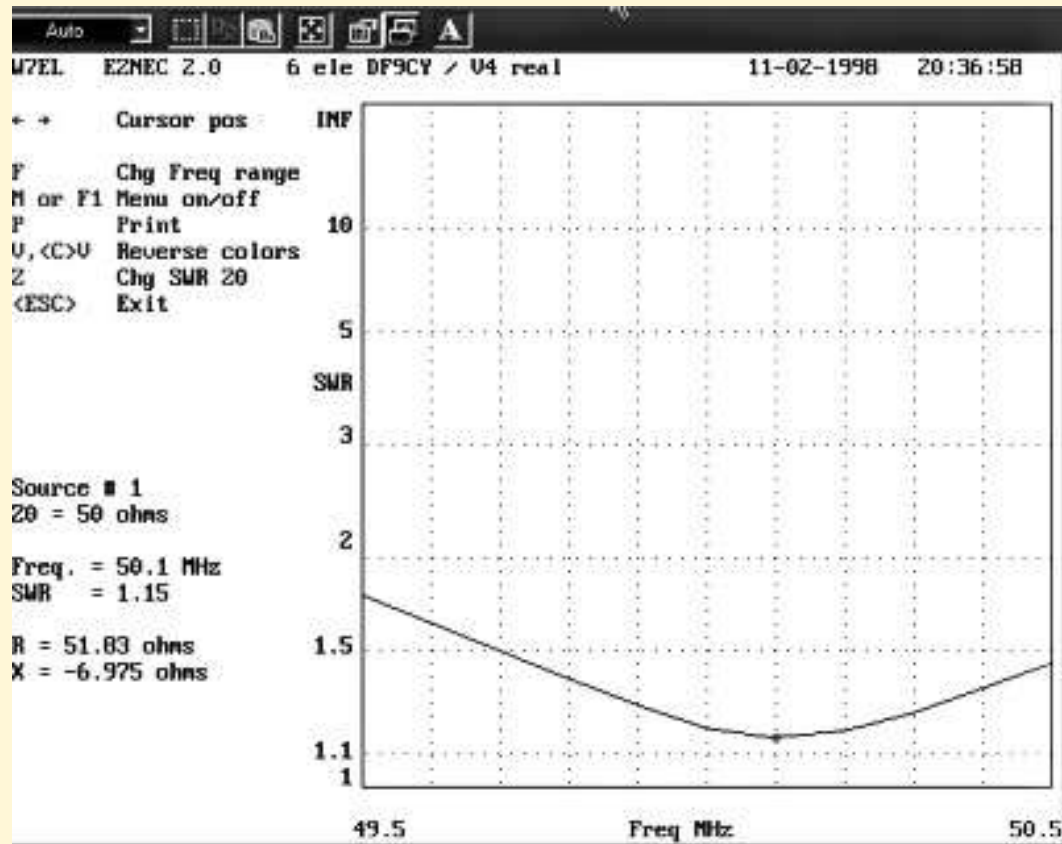 Auto
A
W7EL EZNEC 2.0 6 ele DF9CY / V4 real 11-02-1998 20:36:58
← → Cursor pos
F Chg Freq range
M or F1 Menu on/off
P Print
V,<C>V Reverse colors
Z Chg SWR Z0
<ESC> Exit
INF
10
5
SWR
3
2
1.5
1.1
1
Source # 1
Z0 = 50 ohms
Freq. = 50.1 MHz
SWR = 1.15
R = 51.83 ohms
X = -6.975 ohms
49.5 Freq MHz 50.5